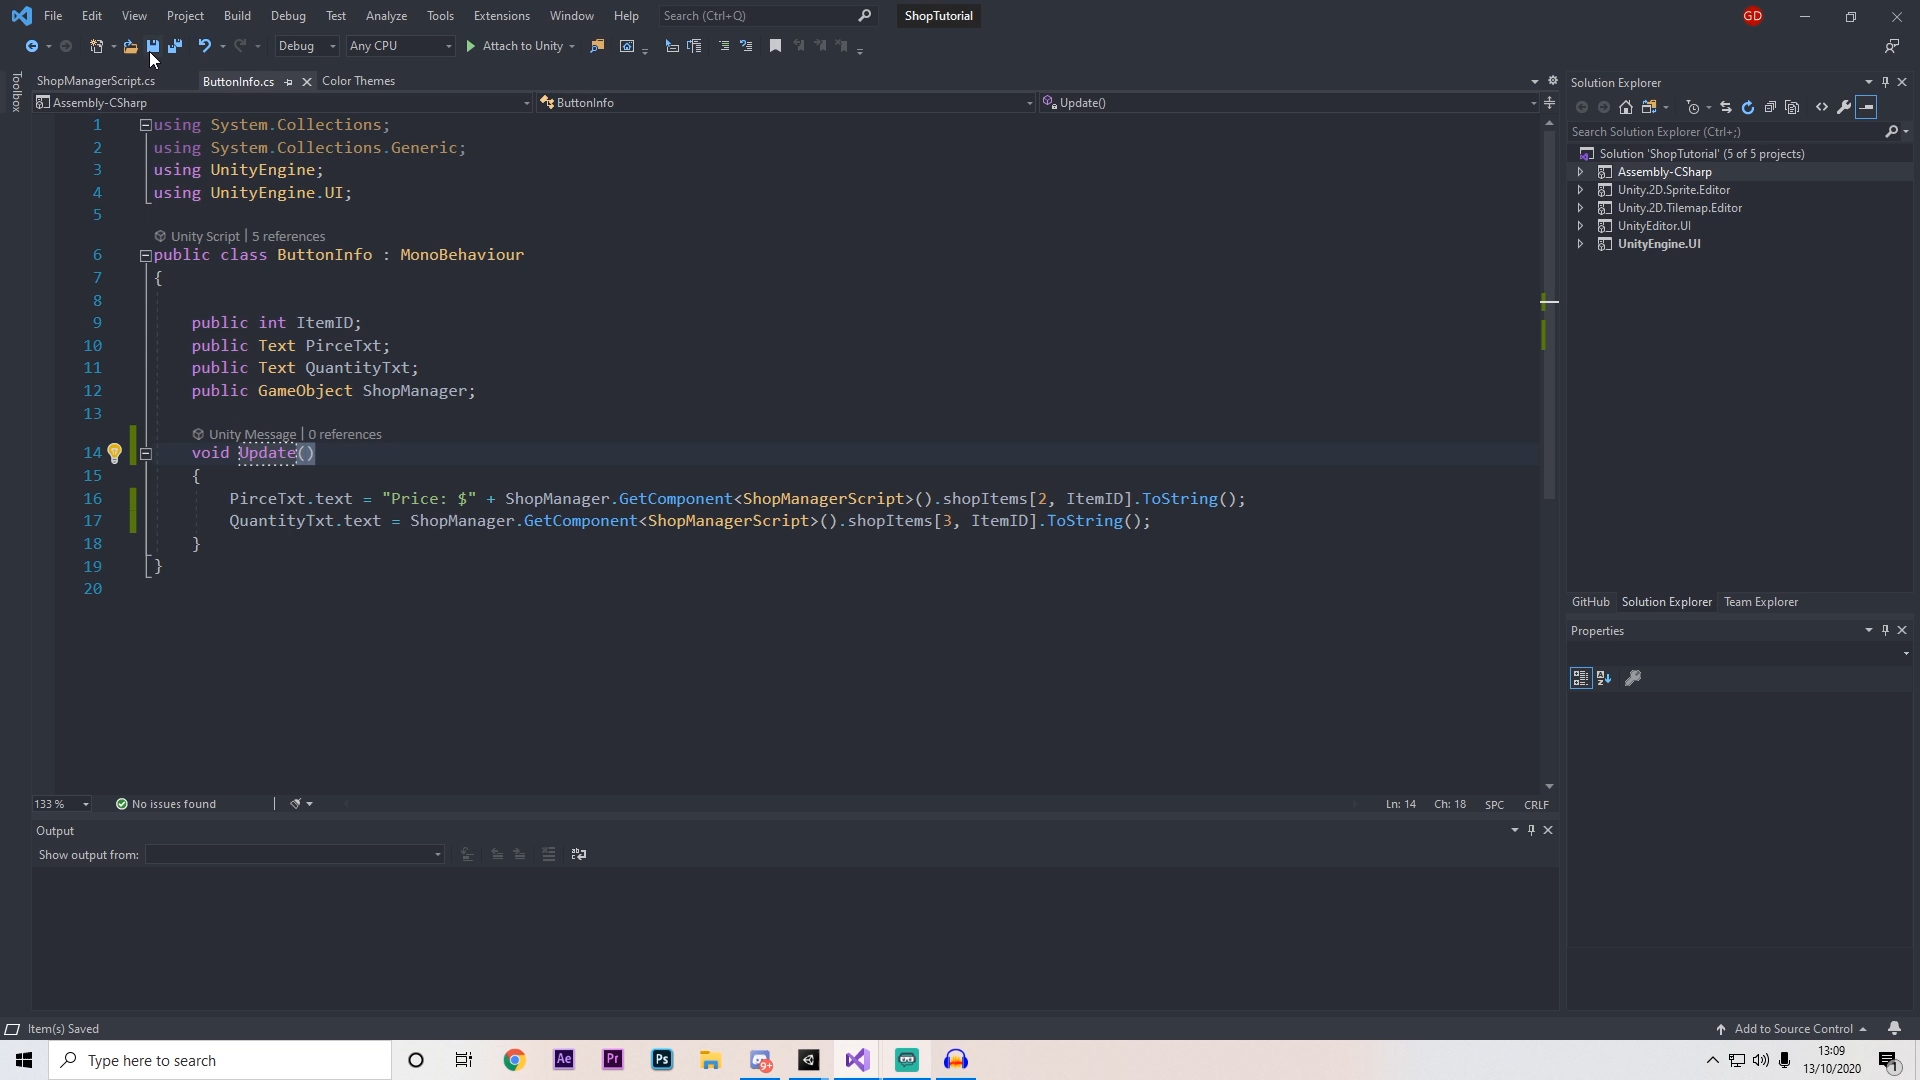 File Edit View Project Build Debug Test Analyze Tools Extensions Window Help Search (Ctrl+Q) ShopTutorial GD
Debug Any CPU Attach to Unity
Toolbox
ShopManagerScript.cs ButtonInfo.cs Color Themes
Assembly-CSharp ButtonInfo Update()
1 using System.Collections;
2 using System.Collections.Generic;
3 using UnityEngine;
4 using UnityEngine.UI;
5
Unity Script | 5 references
6 public class ButtonInfo : MonoBehaviour
7 {
8
9 public int ItemID;
10 public Text PirceTxt;
11 public Text QuantityTxt;
12 public GameObject ShopManager;
13
Unity Message | 0 references
14 void Update()
15 {
16 PirceTxt.text = "Price: $" + ShopManager.GetComponent<ShopManagerScript>().shopItems[2, ItemID].ToString();
17 QuantityTxt.text = ShopManager.GetComponent<ShopManagerScript>().shopItems[3, ItemID].ToString();
18 }
19 }
20
133 % No issues found Ln: 14 Ch: 18 SPC CRLF
Output
Show output from:
Solution Explorer
Search Solution Explorer (Ctrl+;)
Solution 'ShopTutorial' (5 of 5 projects)
Assembly-CSharp
Unity.2D.Sprite.Editor
Unity.2D.Tilemap.Editor
UnityEditor.UI
UnityEngine.UI
GitHub Solution Explorer Team Explorer
Properties
Item(s) Saved Add to Source Control
Type here to search Ae Pr Ps 9+ 13:09
13/10/2020 1